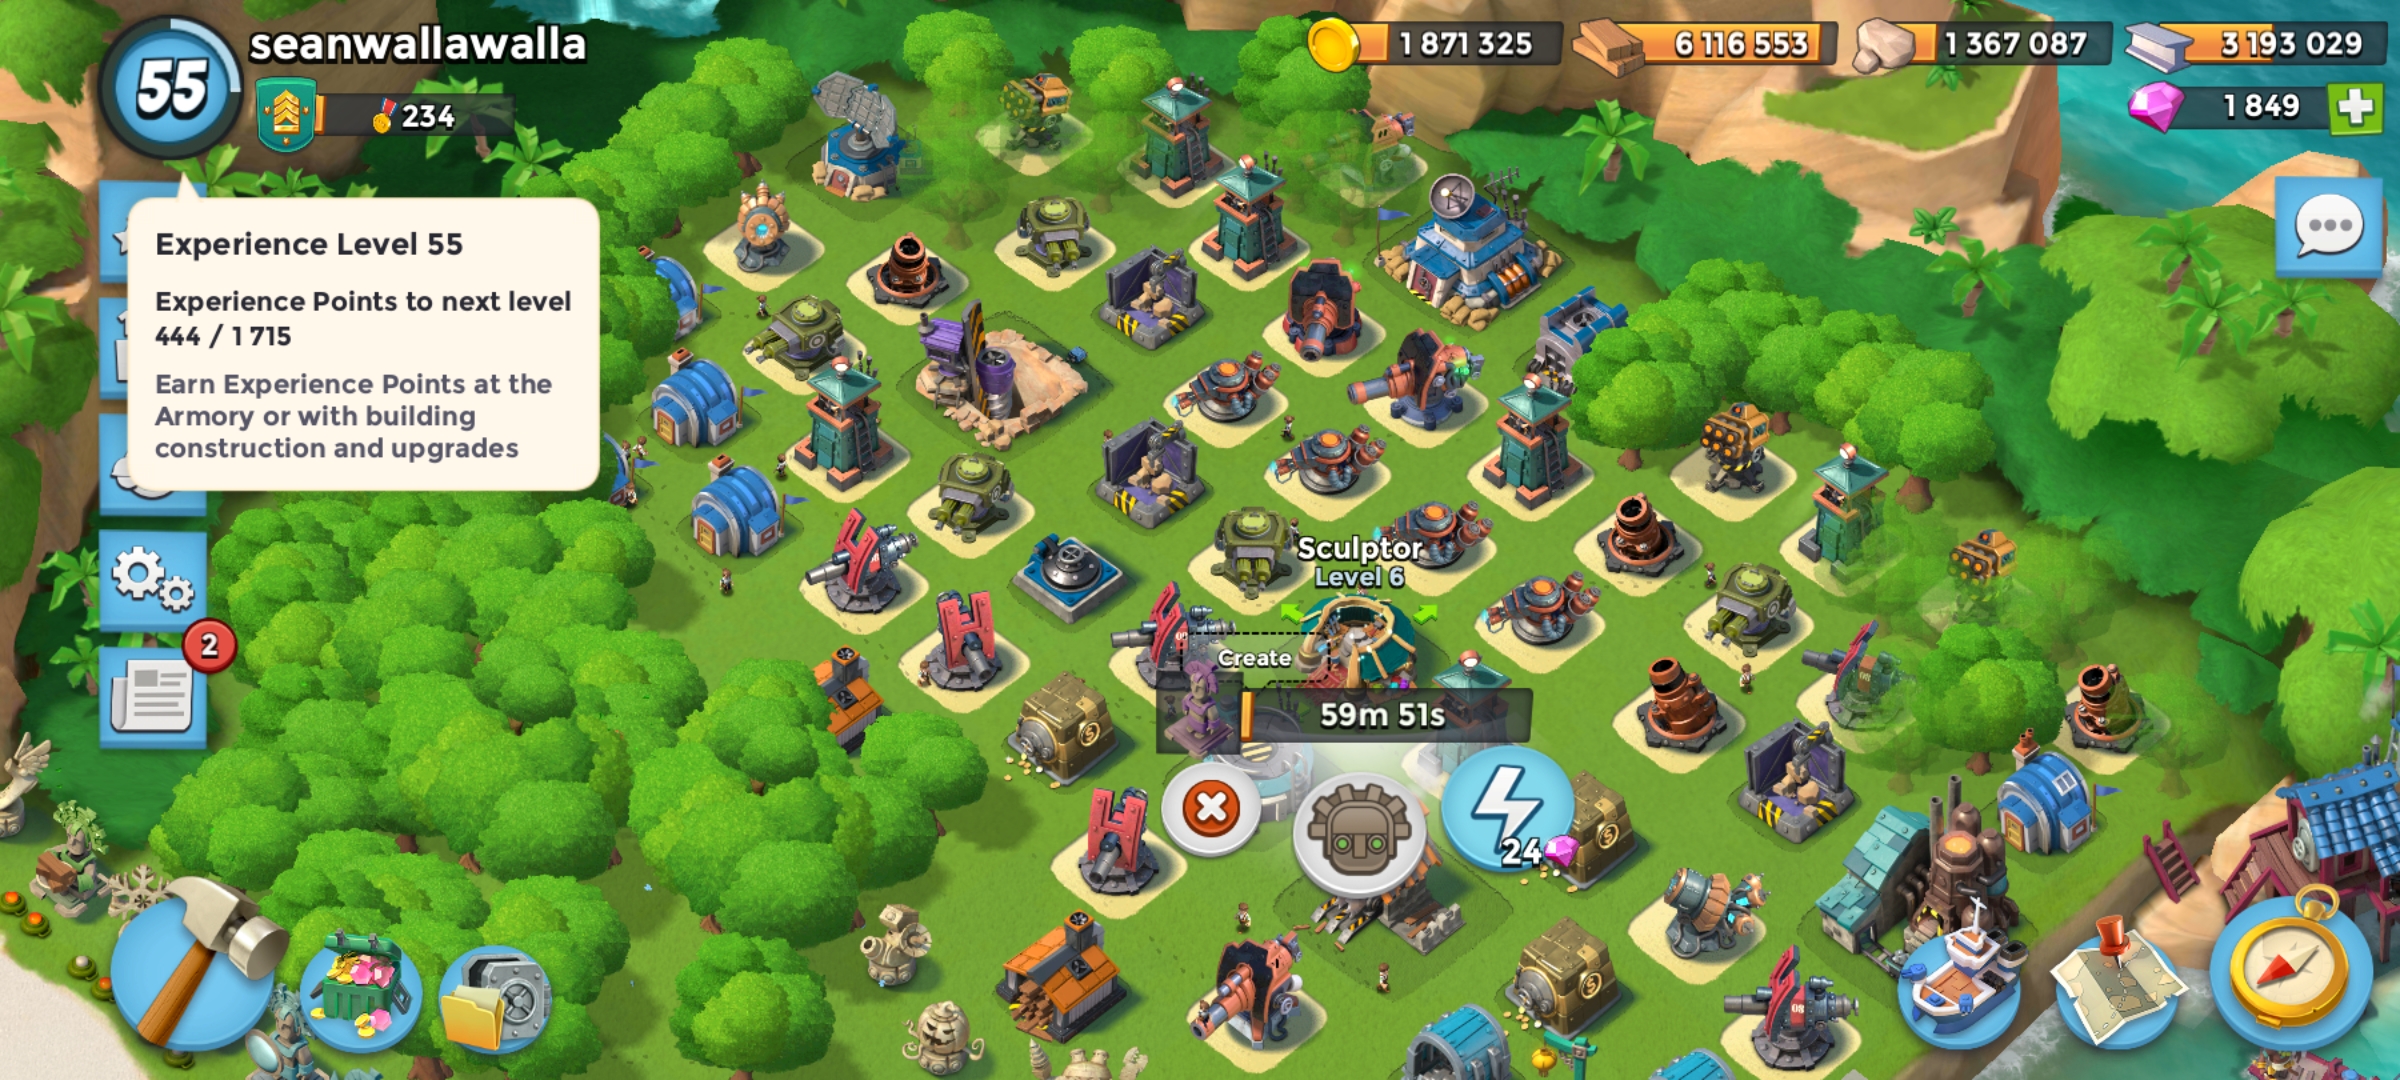 55
seanwallawalla
234
1 871 325
6 116 553
1 367 087
3 193 029
1 849
Experience Level 55
Experience Points to next level
444 / 1 715
Earn Experience Points at the
Armory or with building
construction and upgrades
2
Sculptor
Level 6
Create
59m 51s
24
08